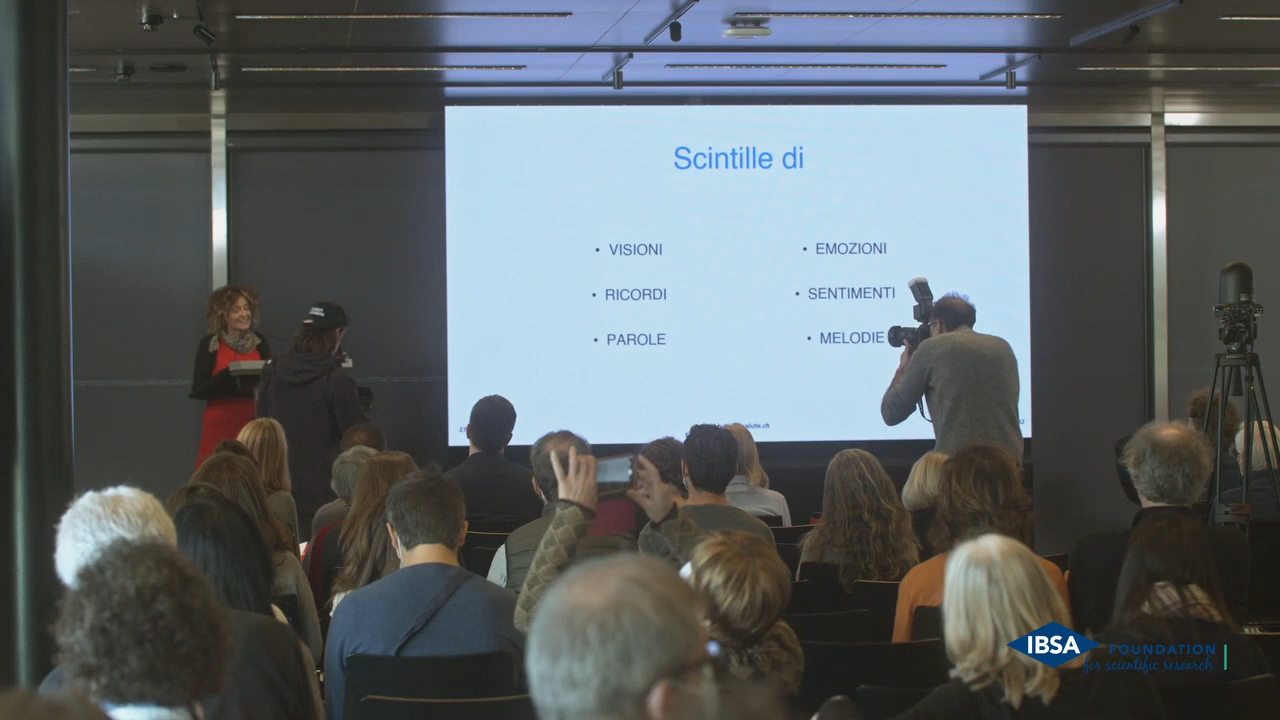 Scintille di
• VISIONI
• RICORDI
• PAROLE
• EMOZIONI
• SENTIMENTI
• MELODIE
IBSA FOUNDATION
for scientific research